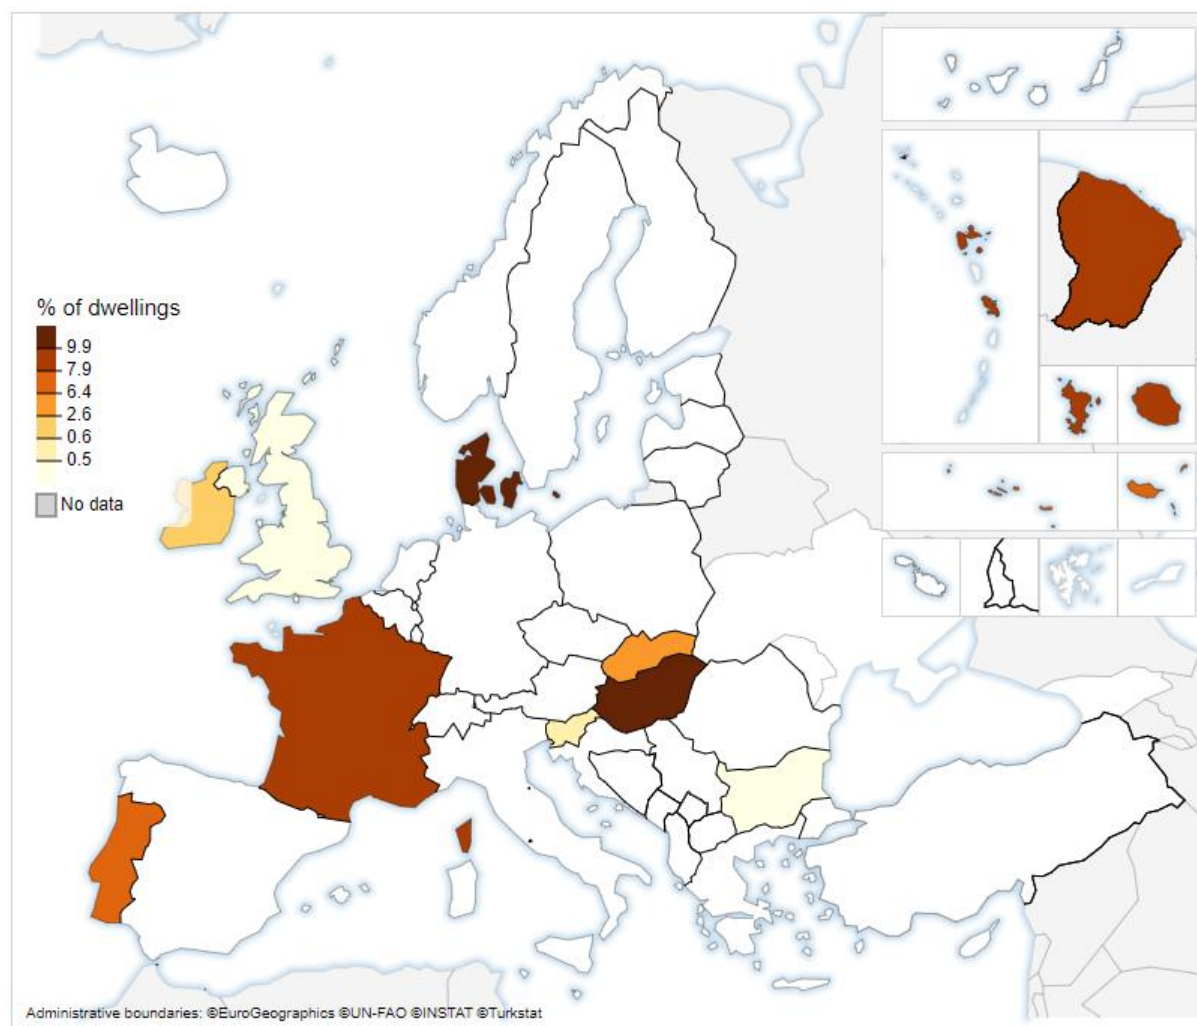 % of dwellings
9.9
7.9
6.4
2.6
0.6
0.5
No data
Administrative boundaries: ©EuroGeographics ©UN-FAO ©INSTAT ©Turkstat